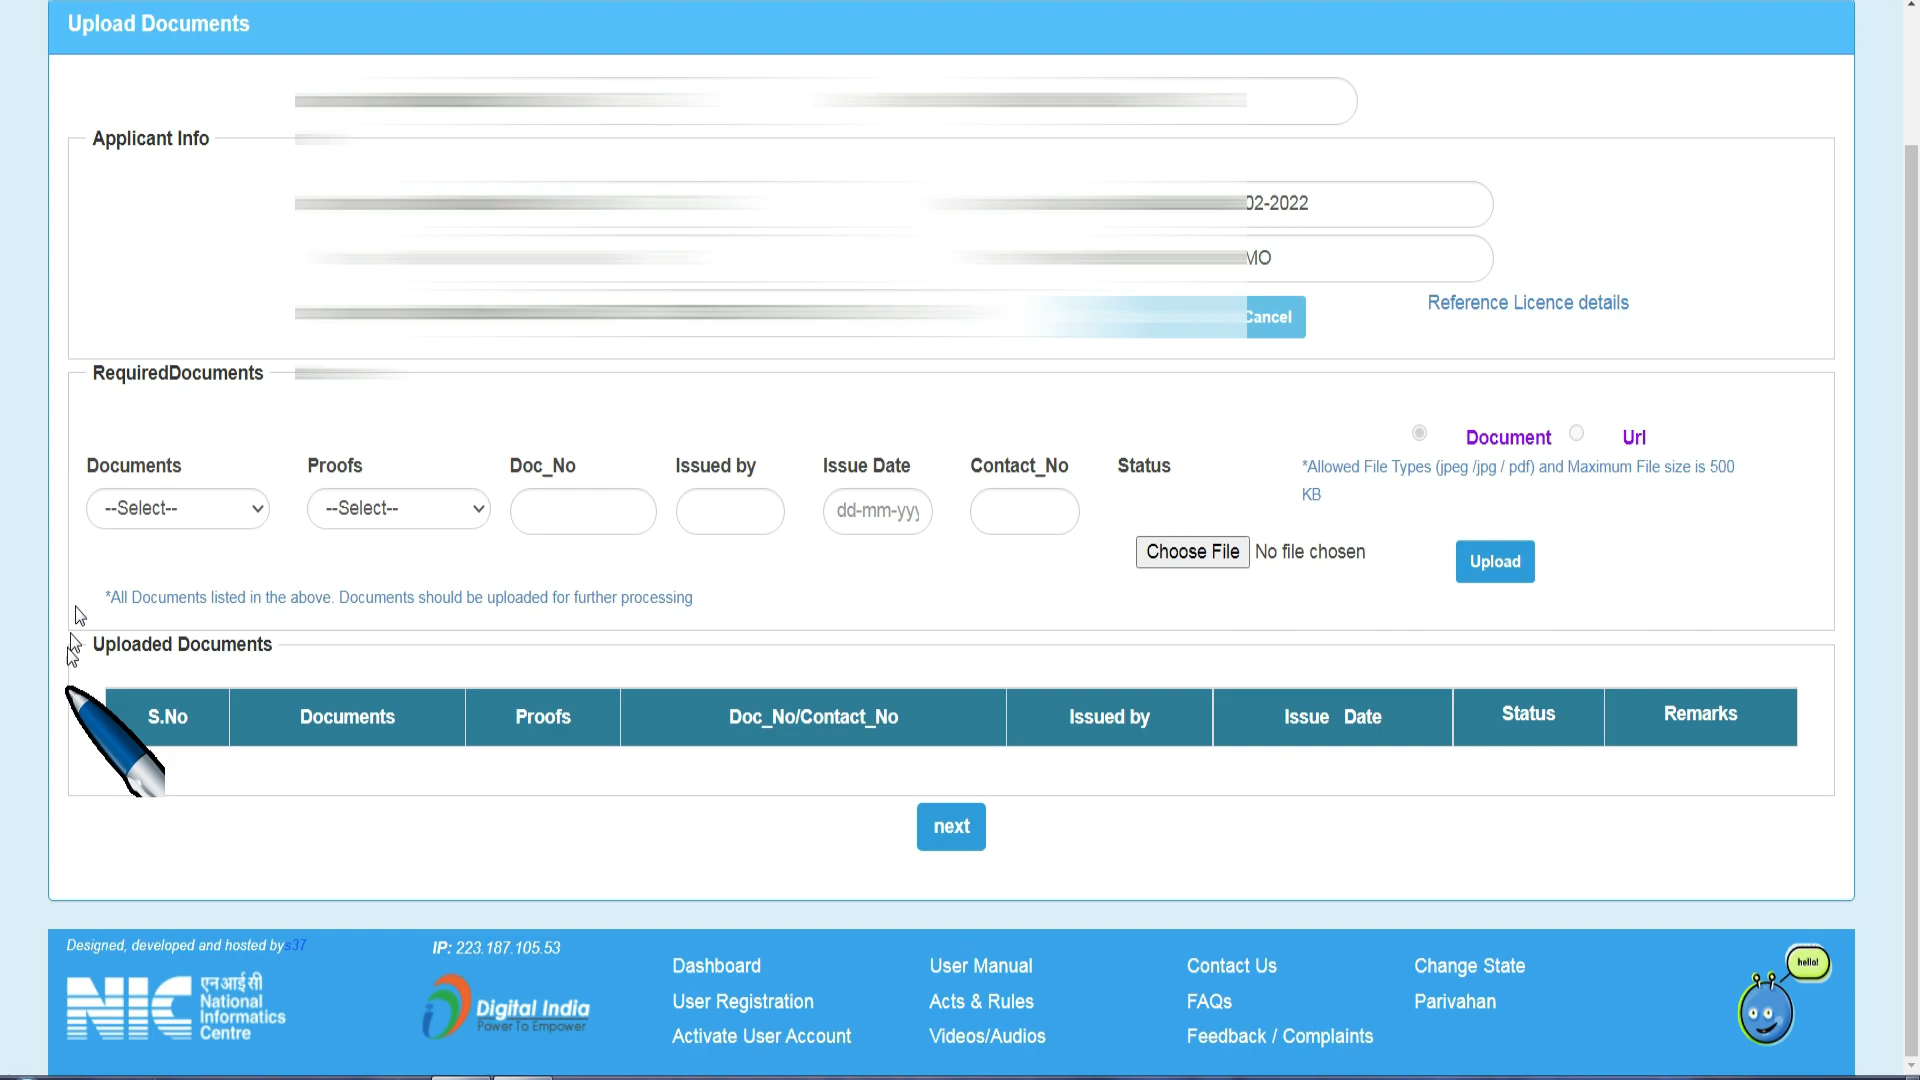 Upload Documents
Applicant Info
02-2022
MO
Cancel
Reference Licence details
RequiredDocuments
Document Url
Documents Proofs Doc_No Issued by Issue Date Contact_No Status
*Allowed File Types (jpeg /jpg / pdf) and Maximum File size is 500
KB
--Select-- --Select-- dd-mm-yyy
Choose File No file chosen
Upload
*All Documents listed in the above. Documents should be uploaded for further processing
Uploaded Documents
S.No Documents Proofs Doc_No/Contact_No Issued by Issue Date Status Remarks
next
Designed, developed and hosted by s37
IP: 223.187.105.53
NIC
एन आई सी
National
Informatics
Centre
Digital India
Power To Empower
Dashboard
User Registration
Activate User Account
User Manual
Acts & Rules
Videos/Audios
Contact Us
FAQs
Feedback / Complaints
Change State
Parivahan
hello!